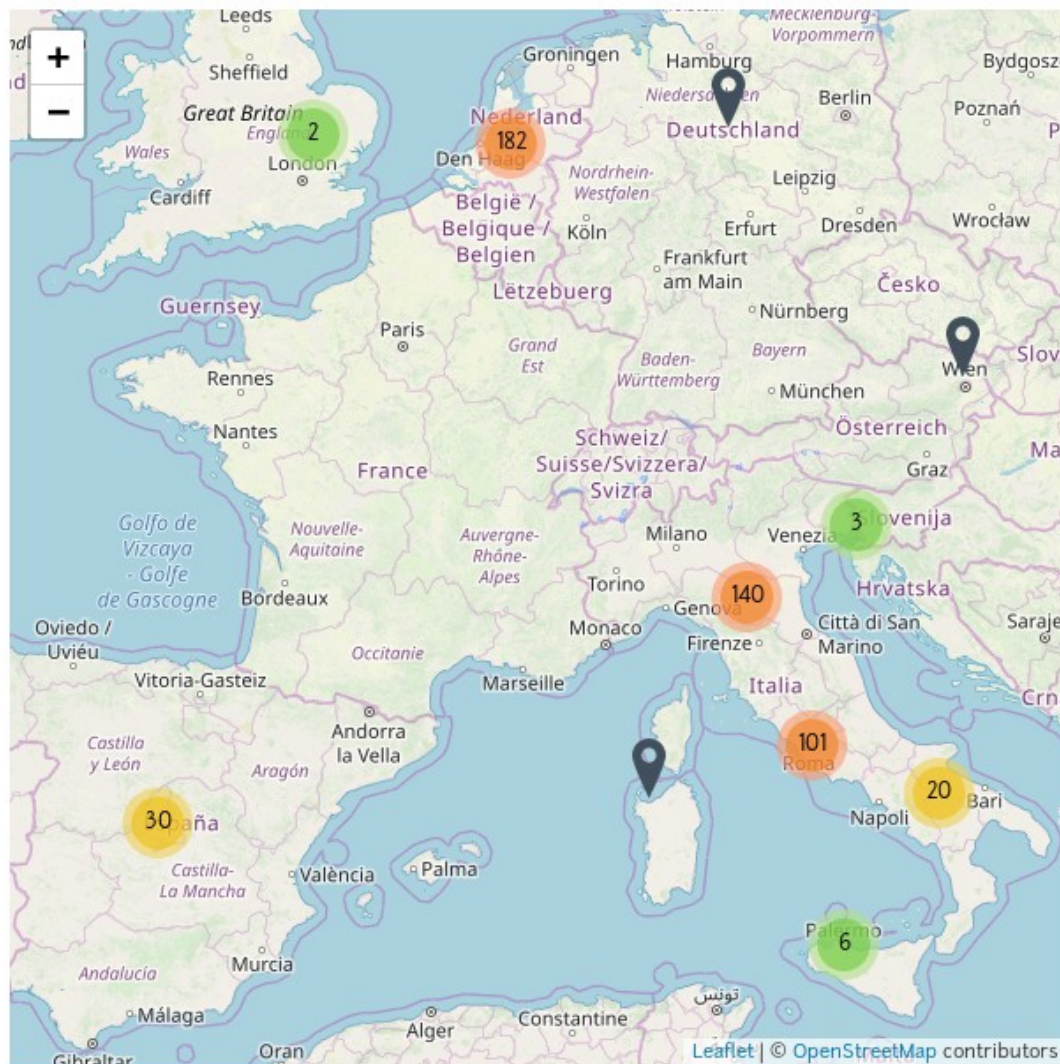 Leeds
Sheffield
Great Britain
England
Wales
2
London
Cardiff
Groningen
Nederland
182
Den Haag
België /
Belgique /
Belgien
Nordrhein-
Westfalen
Köln
Lëtzebuerg
Hamburg
Mecklenburg-
Vorpommern
Deutschland
Berlin
Leipzig
Erfurt
Dresden
Frankfurt
am Main
Nürnberg
Poznań
Wrocław
Česko
Guernsey
Paris
Grand
Est
Baden-
Württemberg
Bayern
München
Wien
Rennes
Nantes
France
Schweiz/
Suisse/Svizzera/
Svizra
Österreich
Graz
Golfo de
Vizcaya
- Golfe
de Gascogne
Nouvelle-
Aquitaine
Auvergne-
Rhône-
Alpes
Milano
Venezia
3
Slovenija
Hrvatska
Torino
140
Genova
Bordeaux
Oviedo /
Uviéu
Occitanie
Monaco
Firenze
Città di San
Marino
Vitoria-Gasteiz
Marseille
Italia
Andorra
la Vella
Castilla
y León
Aragón
101
Roma
30
20
Bari
Napoli
Castilla-
La Mancha
València
Palma
Palermo
6
Murcia
Andalucía
Málaga
Alger
Constantine
تونس
Oran
Gibraltar
+
−
Leaflet | © OpenStreetMap contributors